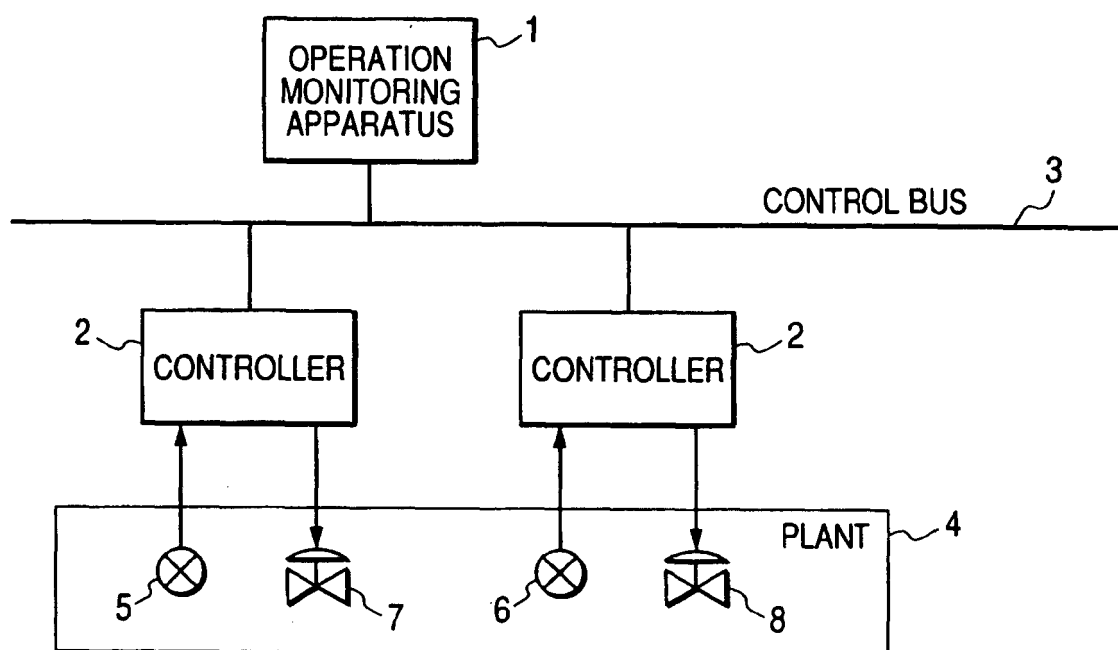 1
OPERATION
MONITORING
APPARATUS
3
CONTROL BUS
2
CONTROLLER
2
CONTROLLER
PLANT
4
5
7
6
8